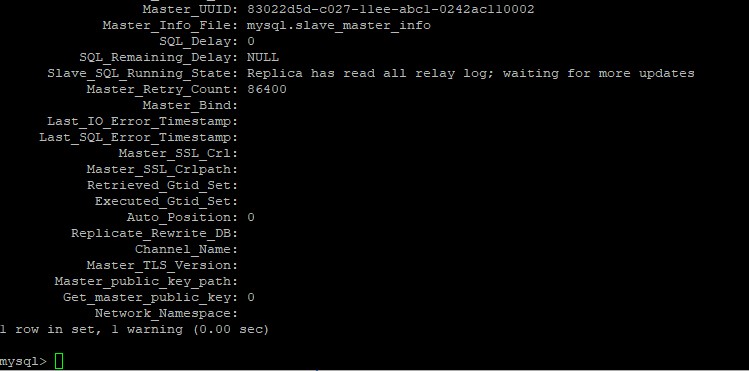 Master_UUID: 83022d5d-c027-11ee-abc1-0242ac110002
Master_Info_File: mysql.slave_master_info
SQL_Delay: 0
SQL_Remaining_Delay: NULL
Slave_SQL_Running_State: Replica has read all relay log; waiting for more updates
Master_Retry_Count: 86400
Master_Bind:
Last_IO_Error_Timestamp:
Last_SQL_Error_Timestamp:
Master_SSL_Crl:
Master_SSL_Crlpath:
Retrieved_Gtid_Set:
Executed_Gtid_Set:
Auto_Position: 0
Replicate_Rewrite_DB:
Channel_Name:
Master_TLS_Version:
Master_public_key_path:
Get_master_public_key: 0
Network_Namespace:
1 row in set, 1 warning (0.00 sec)
mysql>